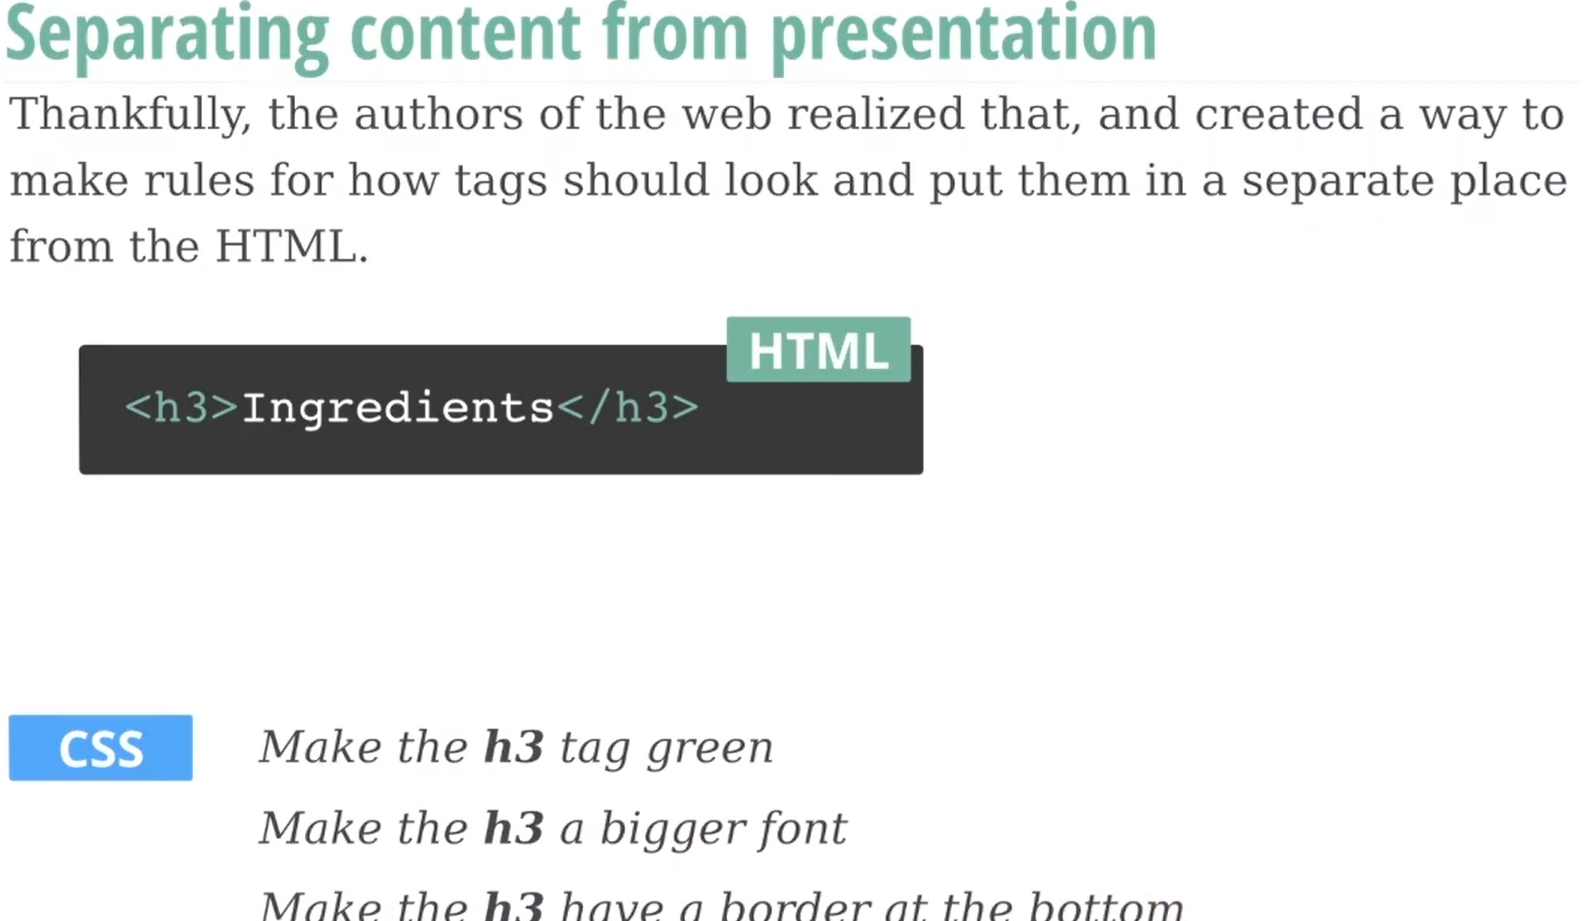 Separating content from presentation
Thankfully, the authors of the web realized that, and created a way to
make rules for how tags should look and put them in a separate place
from the HTML.
HTML
<h3>Ingredients</h3>
CSS
Make the h3 tag green
Make the h3 a bigger font
Make the h3 have a border at the bottom